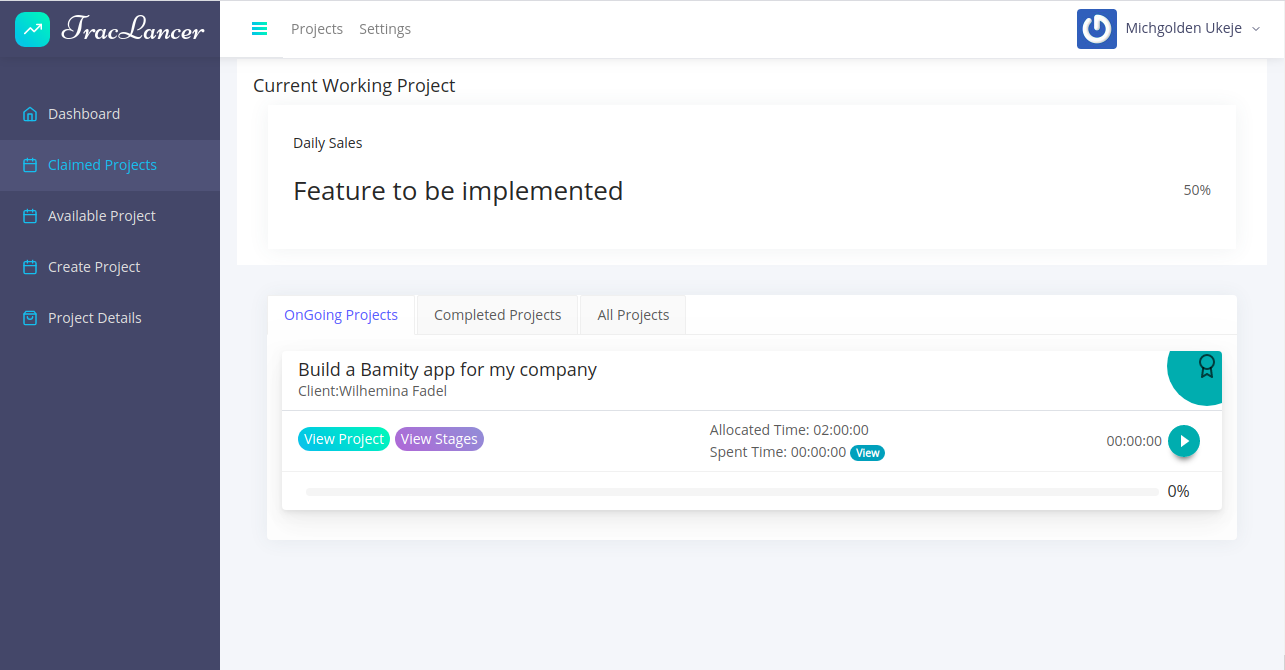 TracLancer
Projects Settings
Michgolden Ukeje
Dashboard
Claimed Projects
Available Project
Create Project
Project Details
Current Working Project
Daily Sales
Feature to be implemented
50%
OnGoing Projects
Completed Projects
All Projects
Build a Bamity app for my company
Client:Wilhemina Fadel
View Project
View Stages
Allocated Time: 02:00:00
Spent Time: 00:00:00 View
00:00:00
0%